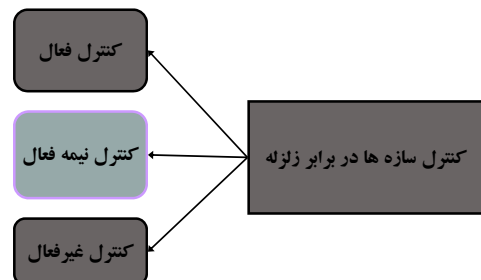 کنترل سازه ها در برابر زلزله
کنترل فعال
کنترل نیمه فعال
کنترل غیرفعال